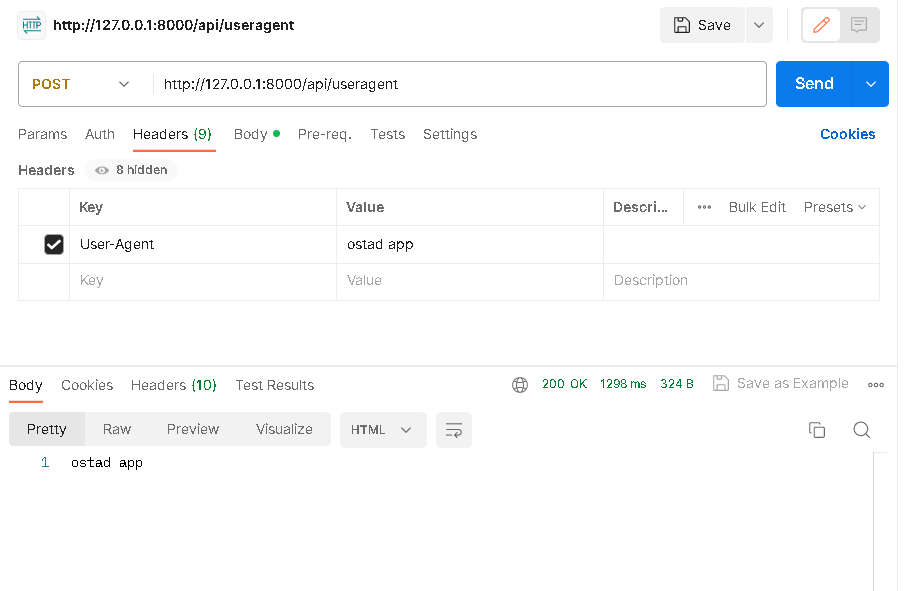 HTTP http://127.0.0.1:8000/api/useragent Save
POST http://127.0.0.1:8000/api/useragent Send
Params Auth Headers (9) Body Pre-req. Tests Settings Cookies
Headers 8 hidden
Key Value Descri... Bulk Edit Presets
User-Agent ostad app
Key Value Description
Body Cookies Headers (10) Test Results 200 OK 1298 ms 324 B Save as Example
Pretty Raw Preview Visualize HTML
1 ostad app